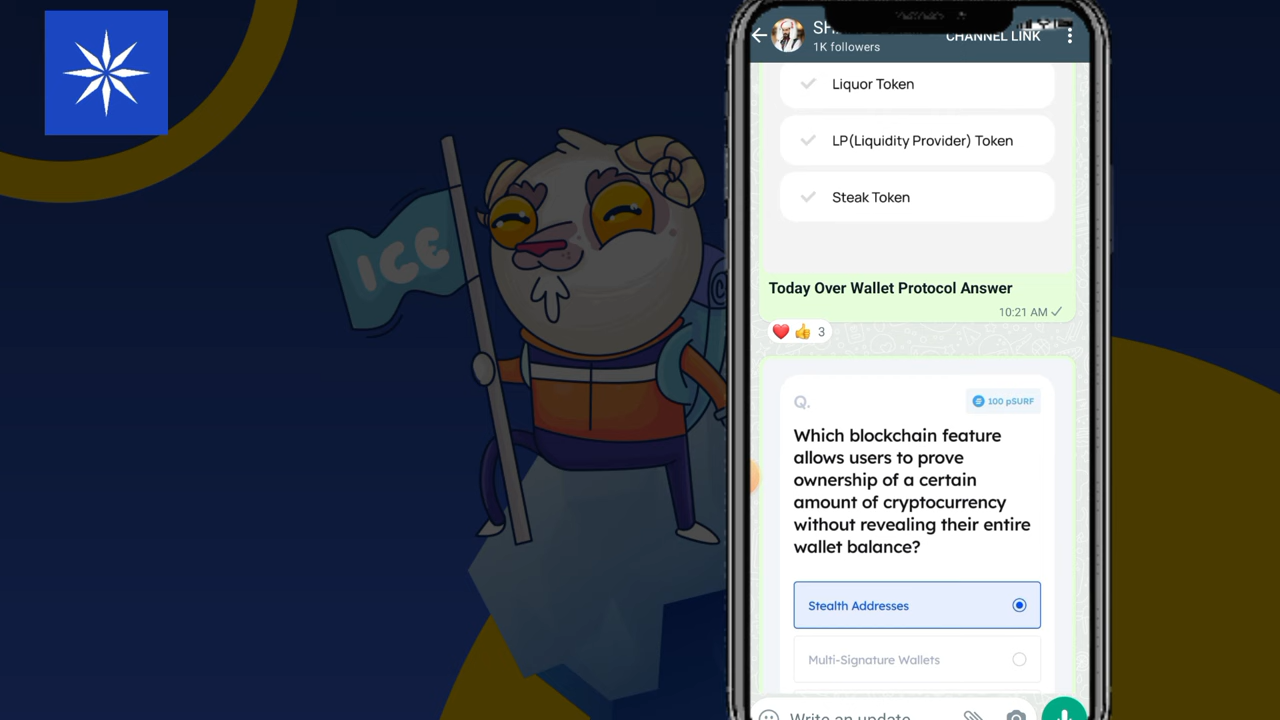 ICE
CHANNEL LINK
1K followers
Liquor Token
LP(Liquidity Provider) Token
Steak Token
Today Over Wallet Protocol Answer
10:21 AM
3
Q.
100 pSURF
Which blockchain feature
allows users to prove
ownership of a certain
amount of cryptocurrency
without revealing their entire
wallet balance?
Stealth Addresses
Multi-Signature Wallets
Write an update